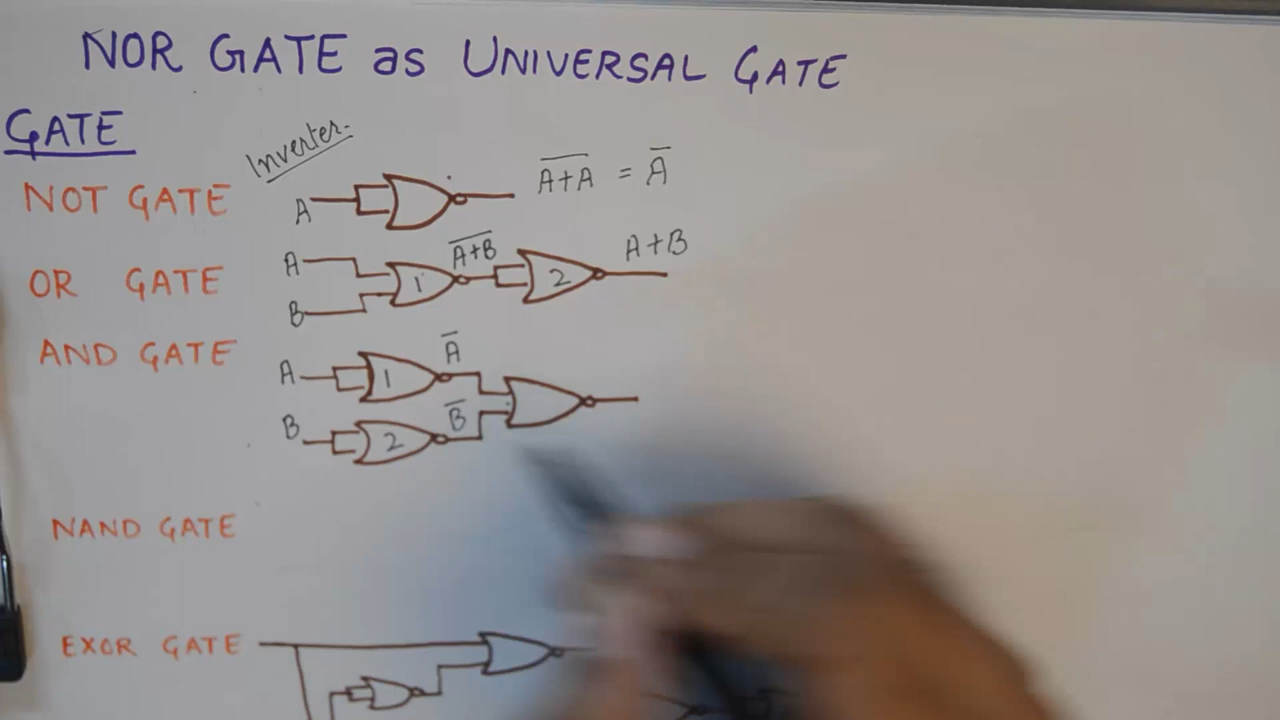 NOR GATE as UNIVERSAL GATE
GATE
Inverter.
NOT GATE A A̅+̅A̅ = A̅
OR GATE A B 1 A̅+̅B̅ 2 A+B
AND GATE A 1 A̅
B 2 B̅
NAND GATE
EXOR GATE